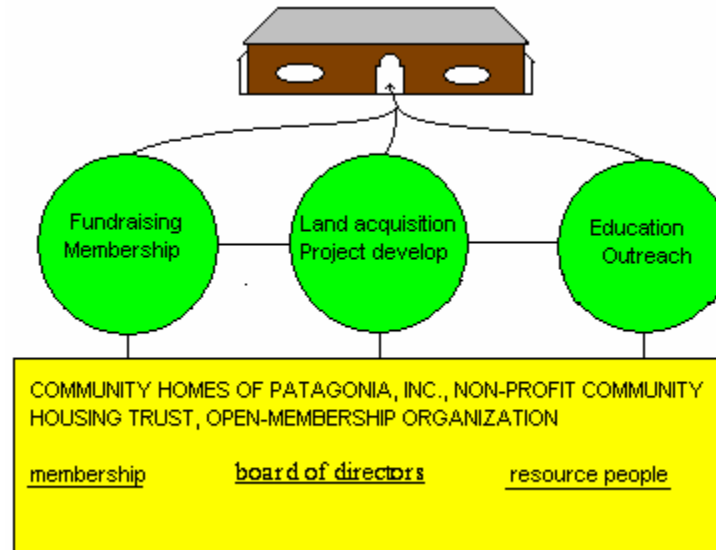 Fundraising
Membership
Land acquisition
Project develop
Education
Outreach
COMMUNITY HOMES OF PATAGONIA, INC., NON-PROFIT COMMUNITY
HOUSING TRUST, OPEN-MEMBERSHIP ORGANIZATION
membership board of directors resource people